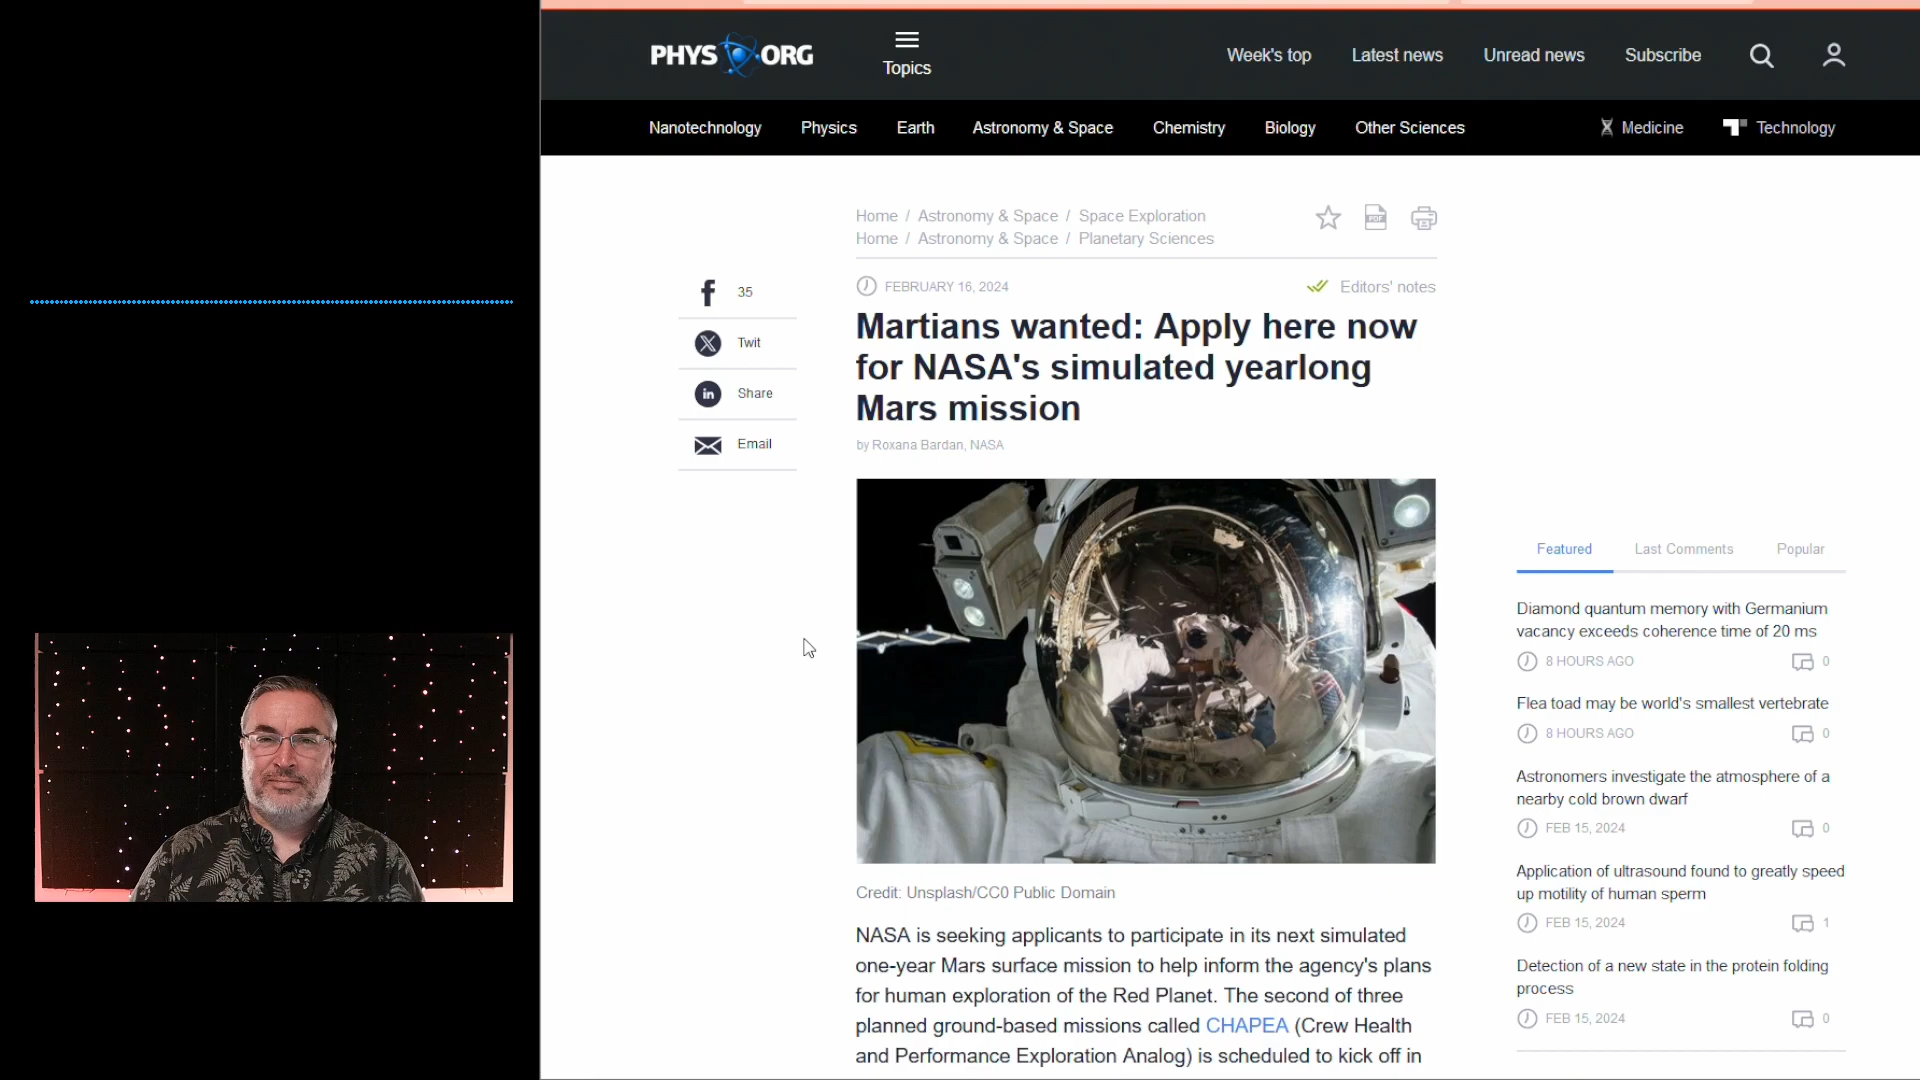 PHYS ORG
Topics
Week's top
Latest news
Unread news
Subscribe
Nanotechnology
Physics
Earth
Astronomy & Space
Chemistry
Biology
Other Sciences
Medicine
Technology
Home / Astronomy & Space / Space Exploration
Home / Astronomy & Space / Planetary Sciences
PDF
35
Twit
Share
Email
FEBRUARY 16, 2024
Editors' notes
Martians wanted: Apply here now
for NASA's simulated yearlong
Mars mission
by Roxana Bardan, NASA
Credit: Unsplash/CC0 Public Domain
NASA is seeking applicants to participate in its next simulated
one-year Mars surface mission to help inform the agency's plans
for human exploration of the Red Planet. The second of three
planned ground-based missions called CHAPEA (Crew Health
and Performance Exploration Analog) is scheduled to kick off in
Featured
Last Comments
Popular
Diamond quantum memory with Germanium
vacancy exceeds coherence time of 20 ms
8 HOURS AGO
0
Flea toad may be world's smallest vertebrate
8 HOURS AGO
0
Astronomers investigate the atmosphere of a
nearby cold brown dwarf
FEB 15, 2024
0
Application of ultrasound found to greatly speed
up motility of human sperm
FEB 15, 2024
1
Detection of a new state in the protein folding
process
FEB 15, 2024
0